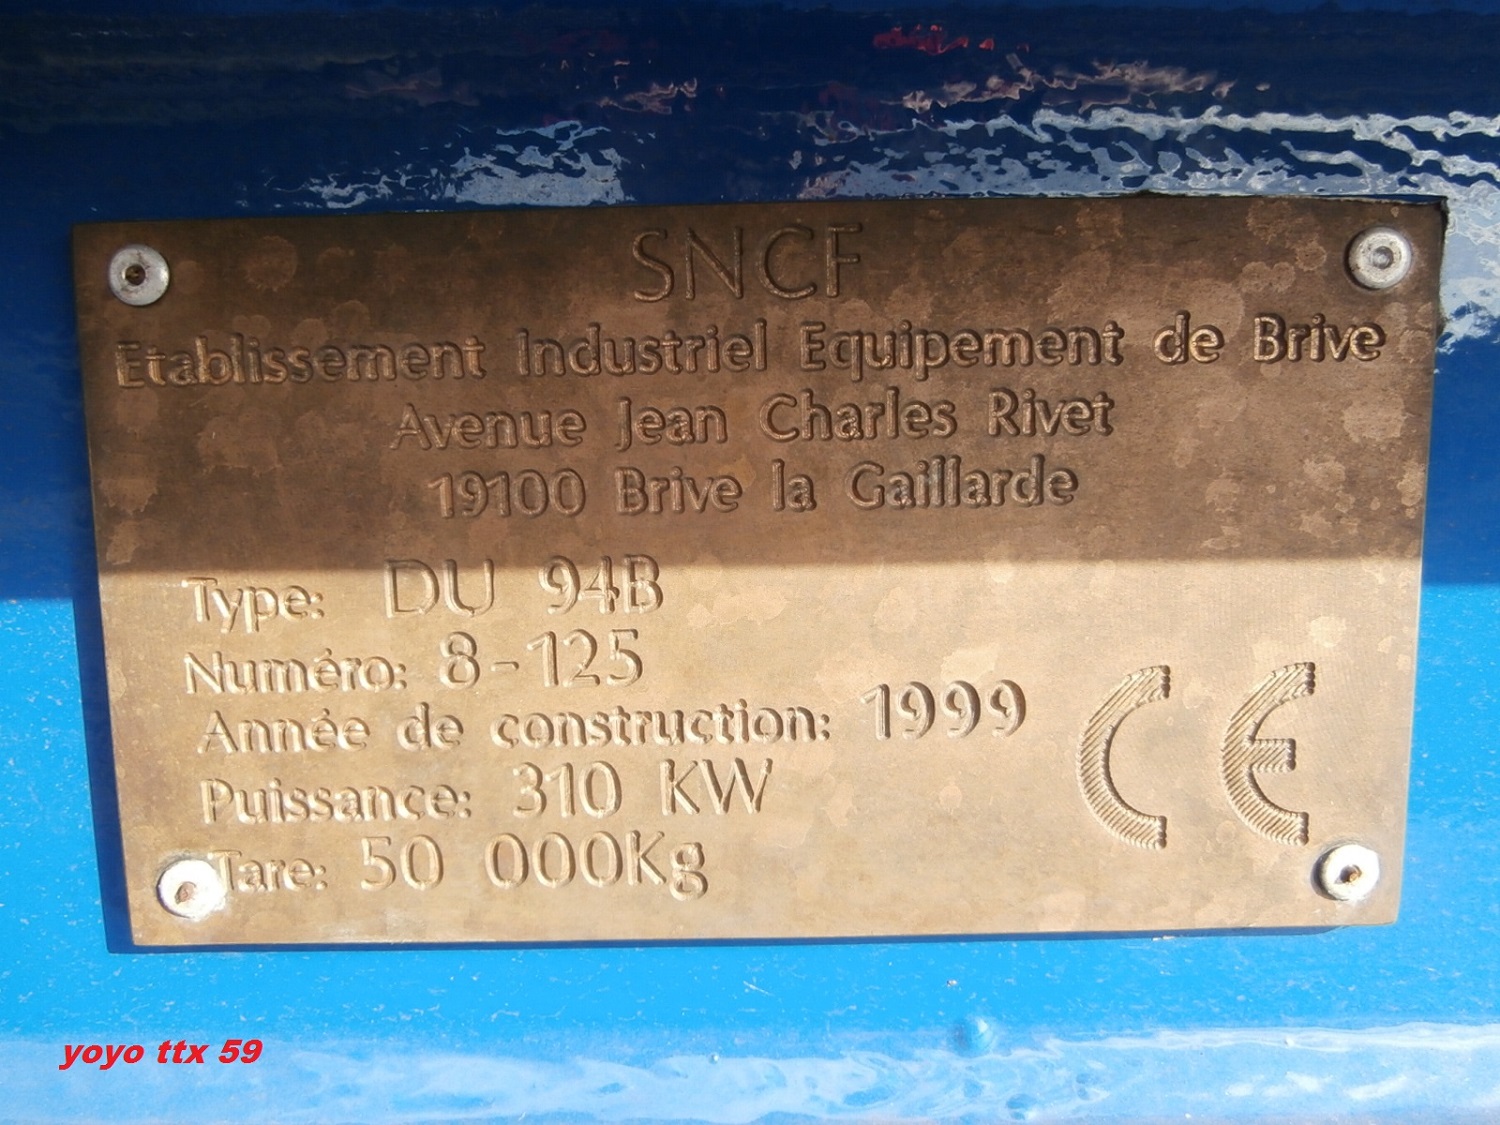 SNCF
Etablissement Industriel Equipement de Brive
Avenue Jean Charles Rivet
19100 Brive la Gaillarde
Type: DU 94B
Numéro: 8-125
Année de construction: 1999
Puissance: 310 KW
Tare: 50 000Kg
CE
yoyo ttx 59